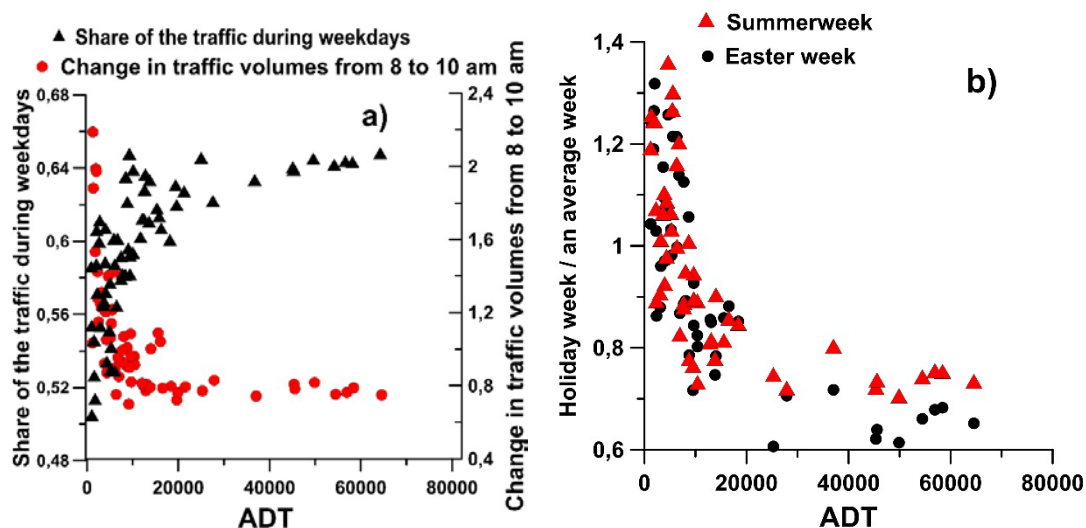 Share of the traffic during weekdays
Change in traffic volumes from 8 to 10 am
a)
Share of the traffic during weekdays
0,68
0,64
0,6
0,56
0,52
0,48
2,4
2
1,6
1,2
0,8
0,4
Change in traffic volumes from 8 to 10 am
0 20000 40000 60000 80000
ADT
Summerweek
Easter week
b)
Holiday week / an average week
1,4
1,2
1
0,8
0,6
0 20000 40000 60000 80000
ADT